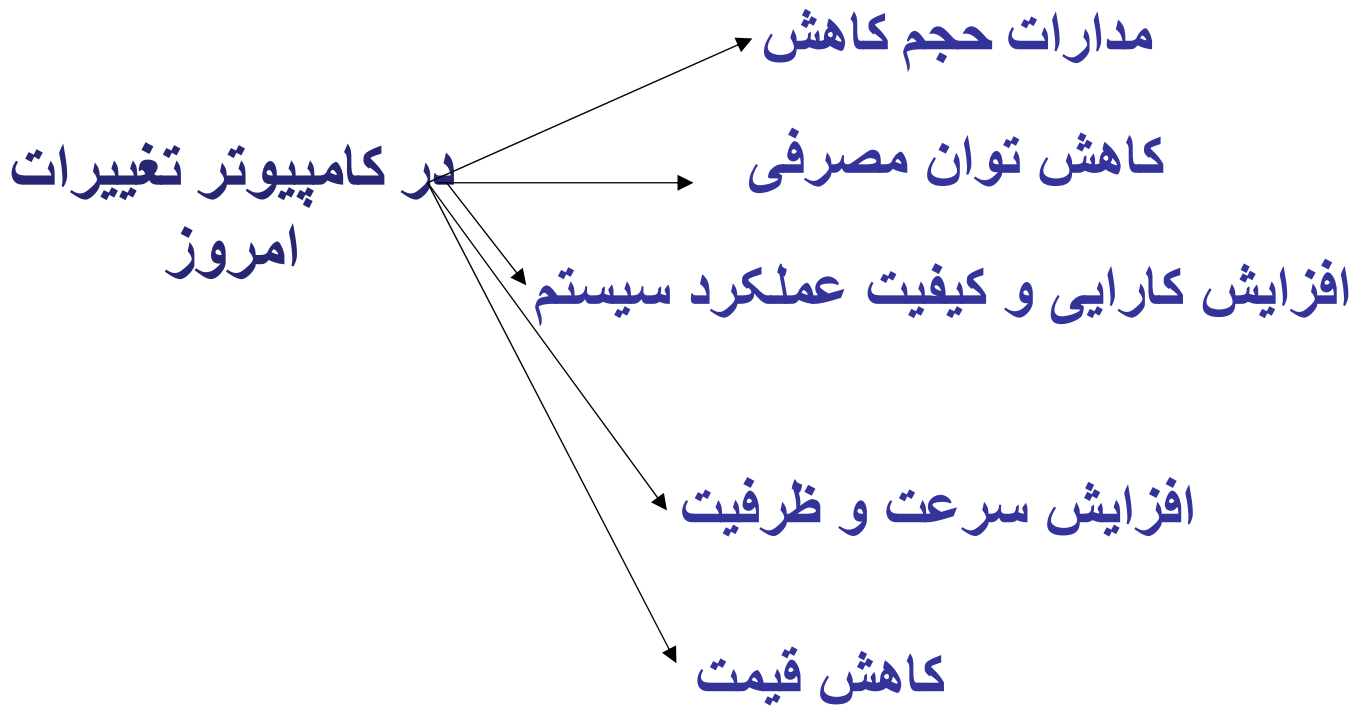 مدارات حجم کاهش
کاهش توان مصرفی
در کامپیوتر تغییرات
امروز
افزایش کارایی و کیفیت عملکرد سیستم
افزایش سرعت و ظرفیت
کاهش قیمت